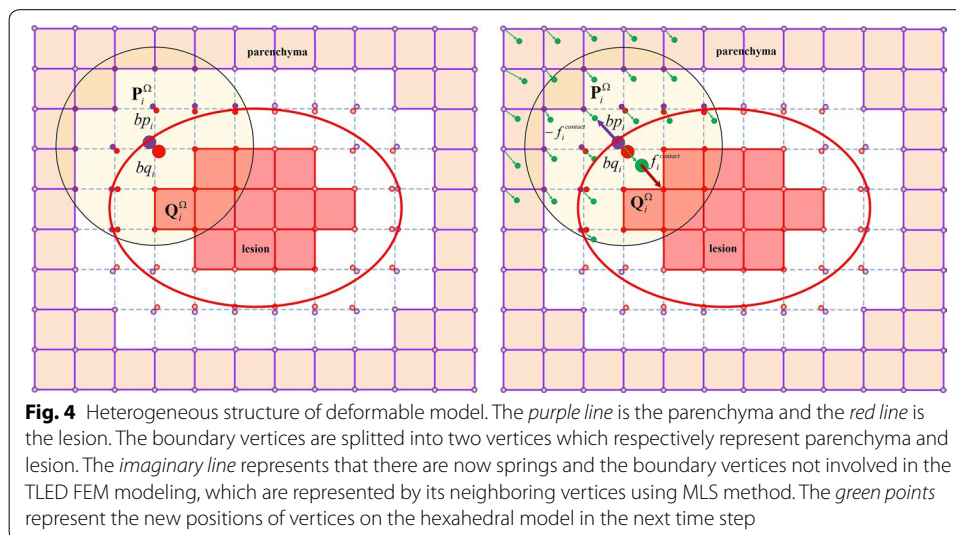 parenchyma
P_i^Ω
bp_i
bq_i
Q_i^Ω
lesion
parenchyma
P_i^Ω
bp_i
-f_i^contact
bq_i
f_i^contact
Q_i^Ω
lesion
Fig. 4 Heterogeneous structure of deformable model. The purple line is the parenchyma and the red line is
the lesion. The boundary vertices are splitted into two vertices which respectively represent parenchyma and
lesion. The imaginary line represents that there are now springs and the boundary vertices not involved in the
TLED FEM modeling, which are represented by its neighboring vertices using MLS method. The green points
represent the new positions of vertices on the hexahedral model in the next time step